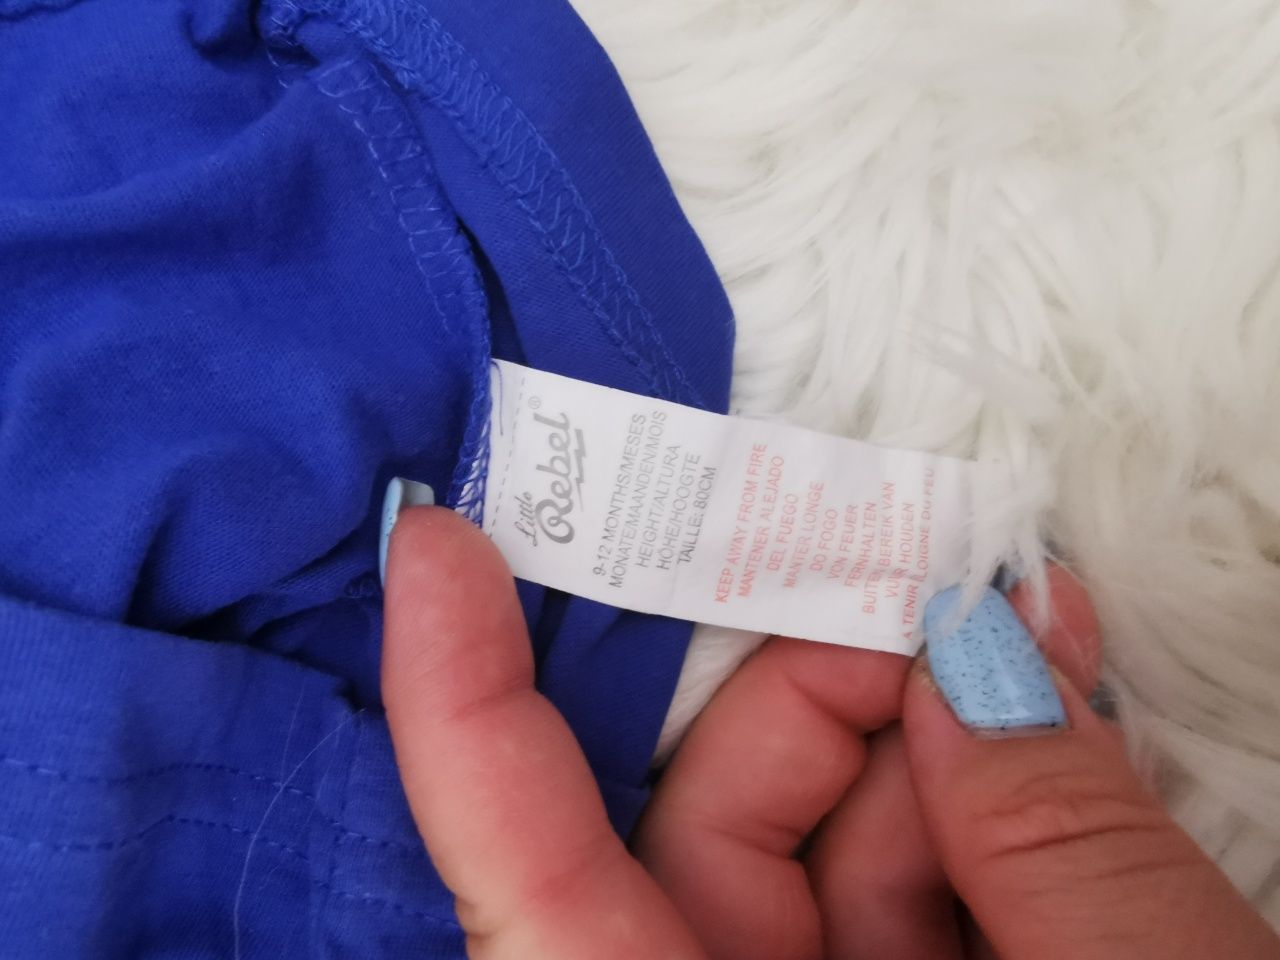 Little
Rebel®
9-12 MONTHS/MESES
MONATE/MAANDEN/MOIS
HEIGHT/ALTURA
HÖHE/HOOGTE
TAILLE: 80CM
KEEP AWAY FROM FIRE
MANTENER ALEJADO
DEL FUEGO
MANTER LONGE
DO FOGO
VON FEUER
FERNHALTEN
BUITEN BEREIK VAN
VUUR HOUDEN
A TENIR ELOIGNE DU FEU